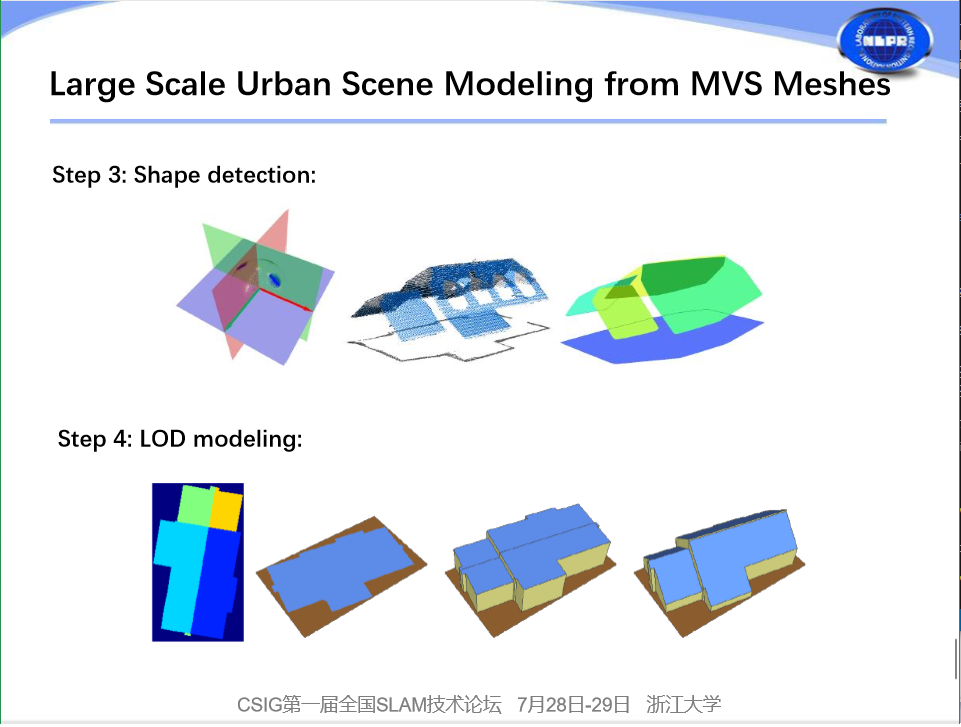 NLPR
Large Scale Urban Scene Modeling from MVS Meshes
Step 3: Shape detection:
Step 4: LOD modeling:
CSIG第一届全国SLAM技术论坛 7月28日-29日 浙江大学